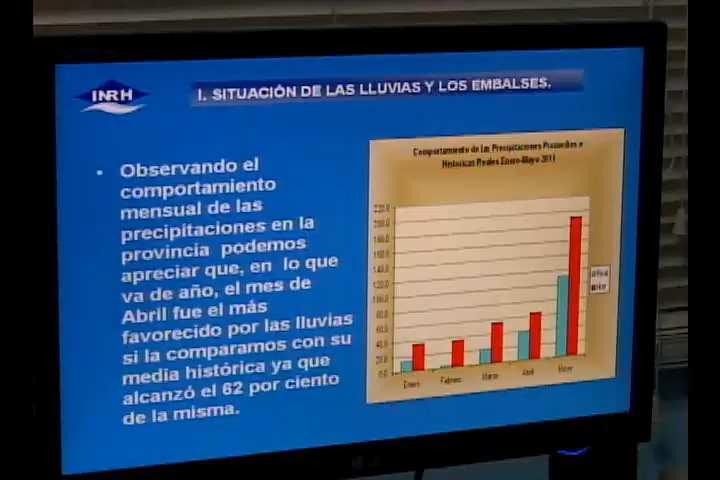 INRH
I. SITUACIÓN DE LAS LLUVIAS Y LOS EMBALSES.
• Observando el
comportamiento
mensual de las
precipitaciones en la
provincia podemos
apreciar que, en lo que
va de año, el mes de
Abril fue el más
favorecido por las lluvias
si la comparamos con su
media histórica ya que
alcanzó el 62 por ciento
de la misma.
Comportamiento de las Precipitaciones
Históricas Reales Enero-Mayo 2011
220.0
200.0
180.0
160.0
140.0
120.0
100.0
80.0
60.0
40.0
20.0
0.0
Enero Febrero Marzo Abril Mayo